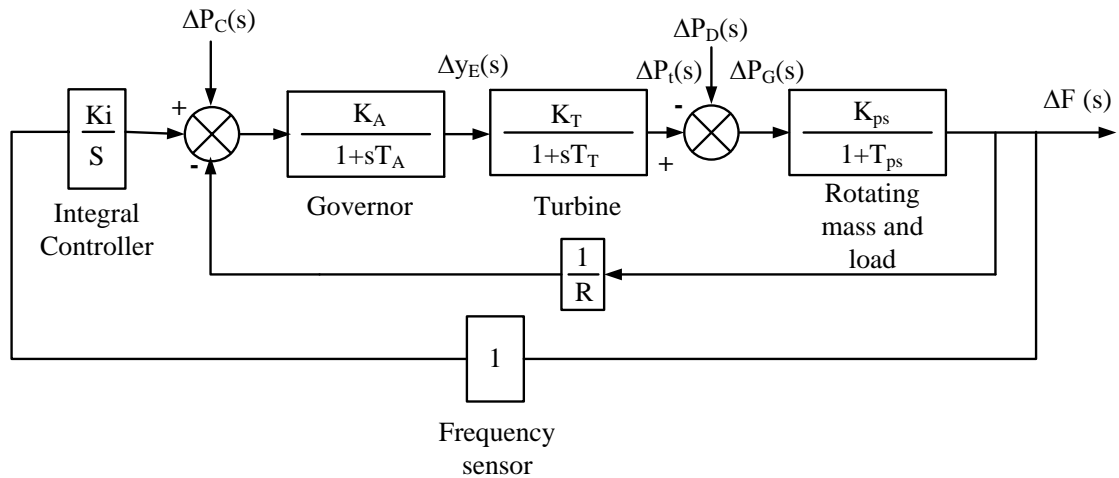 ΔP_C(s)
ΔP_D(s)
Δy_E(s)
ΔP_t(s)
ΔP_G(s)
ΔF (s)
Ki
S
+
-
K_A
1+sT_A
K_T
1+sT_T
-
+
K_ps
1+T_ps
Integral
Controller
Governor
Turbine
Rotating
mass and
load
1
R
1
Frequency
sensor